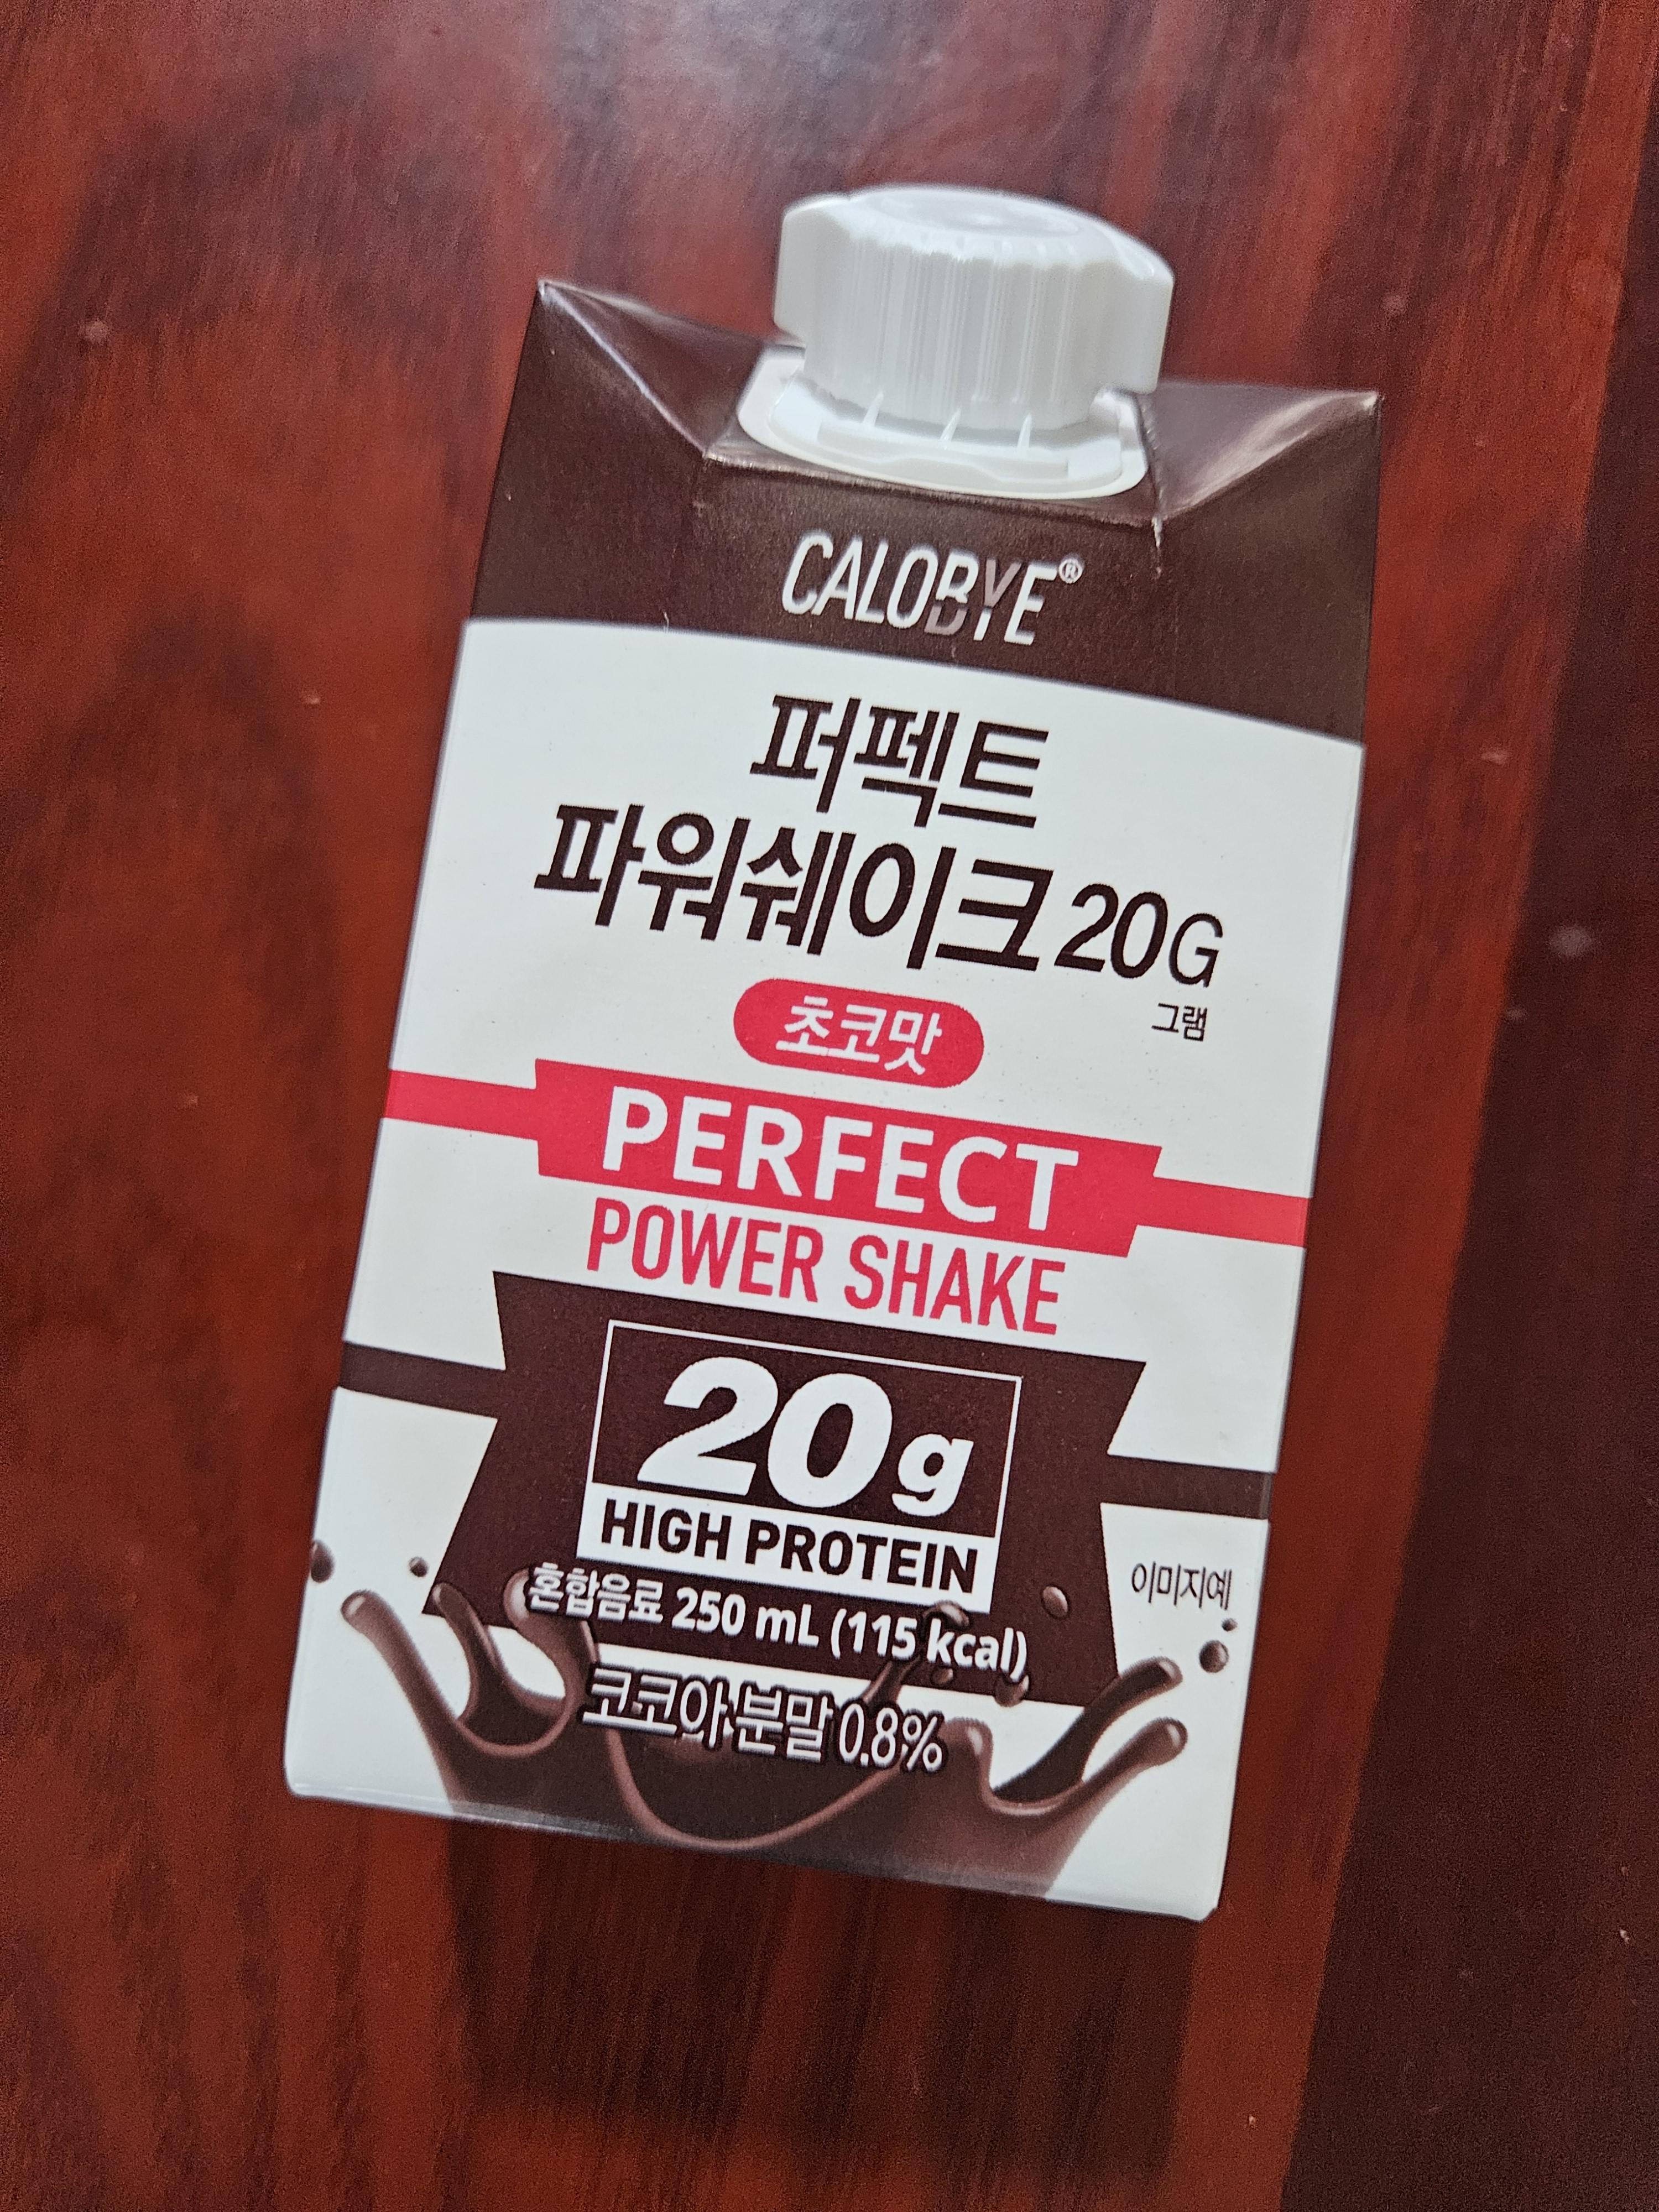 CALOBYE®
퍼펙트
파워쉐이크 20G
그램
초코맛
PERFECT
POWER SHAKE
20g
HIGH PROTEIN
이미지예
혼합음료 250 mL (115 kcal)
코코아분말 0.8%